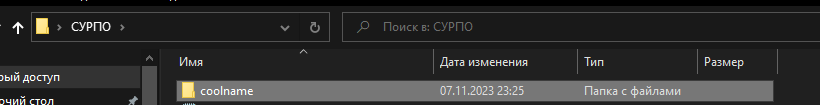 СУРПО
Поиск в: СУРПО
Имя Дата изменения Тип Размер
рый доступ
coolname 07.11.2023 23:25 Папка с файлами
очий стол